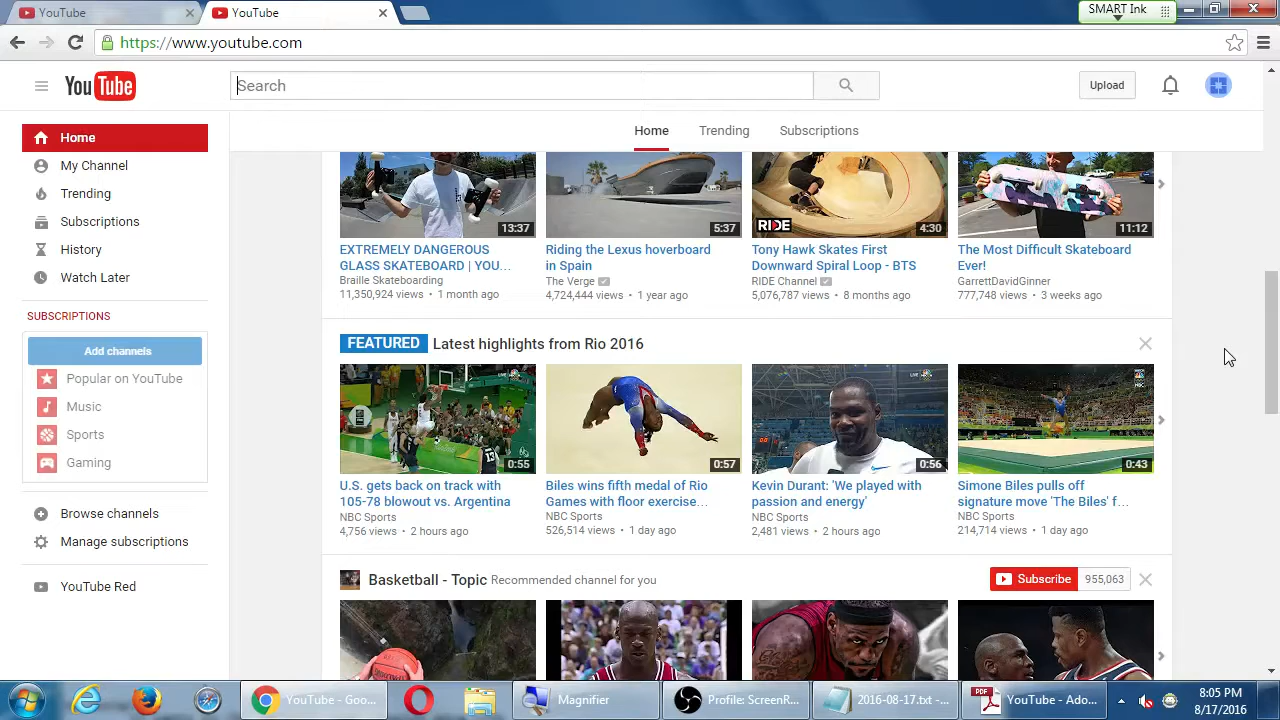 YouTube
YouTube
SMART Ink
https://www.youtube.com
YouTube
Search
Upload
Home
Trending
Subscriptions
Home
My Channel
Trending
Subscriptions
History
Watch Later
SUBSCRIPTIONS
Add channels
Popular on YouTube
Music
Sports
Gaming
Browse channels
Manage subscriptions
YouTube Red
13:37
5:37
RIDE
4:30
11:12
EXTREMELY DANGEROUS
GLASS SKATEBOARD | YOU...
Braille Skateboarding
11,350,924 views • 1 month ago
Riding the Lexus hoverboard
in Spain
The Verge
4,724,444 views • 1 year ago
Tony Hawk Skates First
Downward Spiral Loop - BTS
RIDE Channel
5,076,787 views • 8 months ago
The Most Difficult Skateboard
Ever!
GarrettDavidGinner
777,748 views • 3 weeks ago
FEATURED Latest highlights from Rio 2016
0:55
0:57
0:56
0:43
U.S. gets back on track with
105-78 blowout vs. Argentina
NBC Sports
4,756 views • 2 hours ago
Biles wins fifth medal of Rio
Games with floor exercise...
NBC Sports
526,514 views • 1 day ago
Kevin Durant: 'We played with
passion and energy'
NBC Sports
2,481 views • 2 hours ago
Simone Biles pulls off
signature move 'The Biles' f...
NBC Sports
214,714 views • 1 day ago
Basketball - Topic Recommended channel for you
Subscribe 955,063
YouTube - Goo...
Magnifier
Profile: ScreenR...
2016-08-17.txt -...
PDF
YouTube - Ado...
8:05 PM
8/17/2016